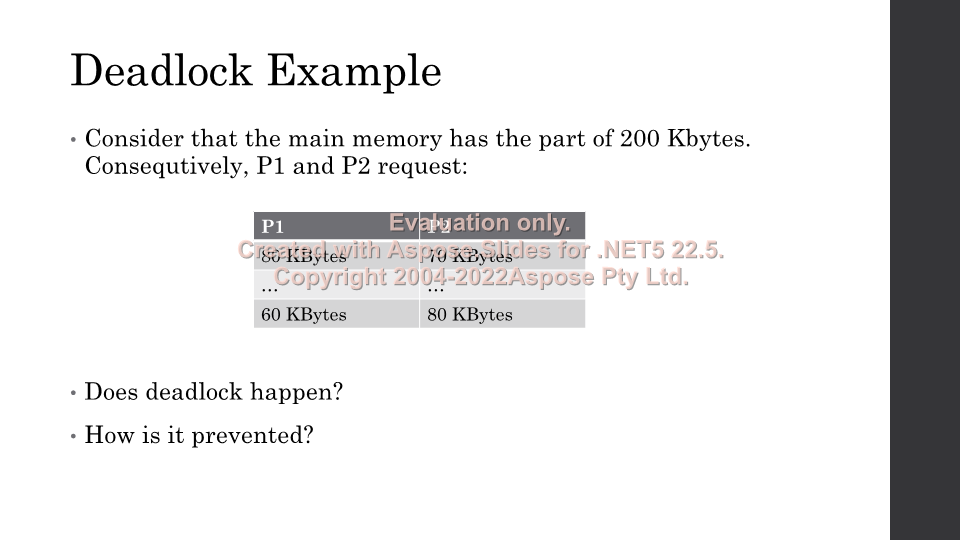 Deadlock Example
• Consider that the main memory has the part of 200 Kbytes.
Consequtively, P1 and P2 request:
P1 P2
Evaluation only.
80 KBytes 70 KBytes
Created with Aspose.Slides for .NET5 22.5.
... ...
Copyright 2004-2022Aspose Pty Ltd.
60 KBytes 80 KBytes
• Does deadlock happen?
• How is it prevented?